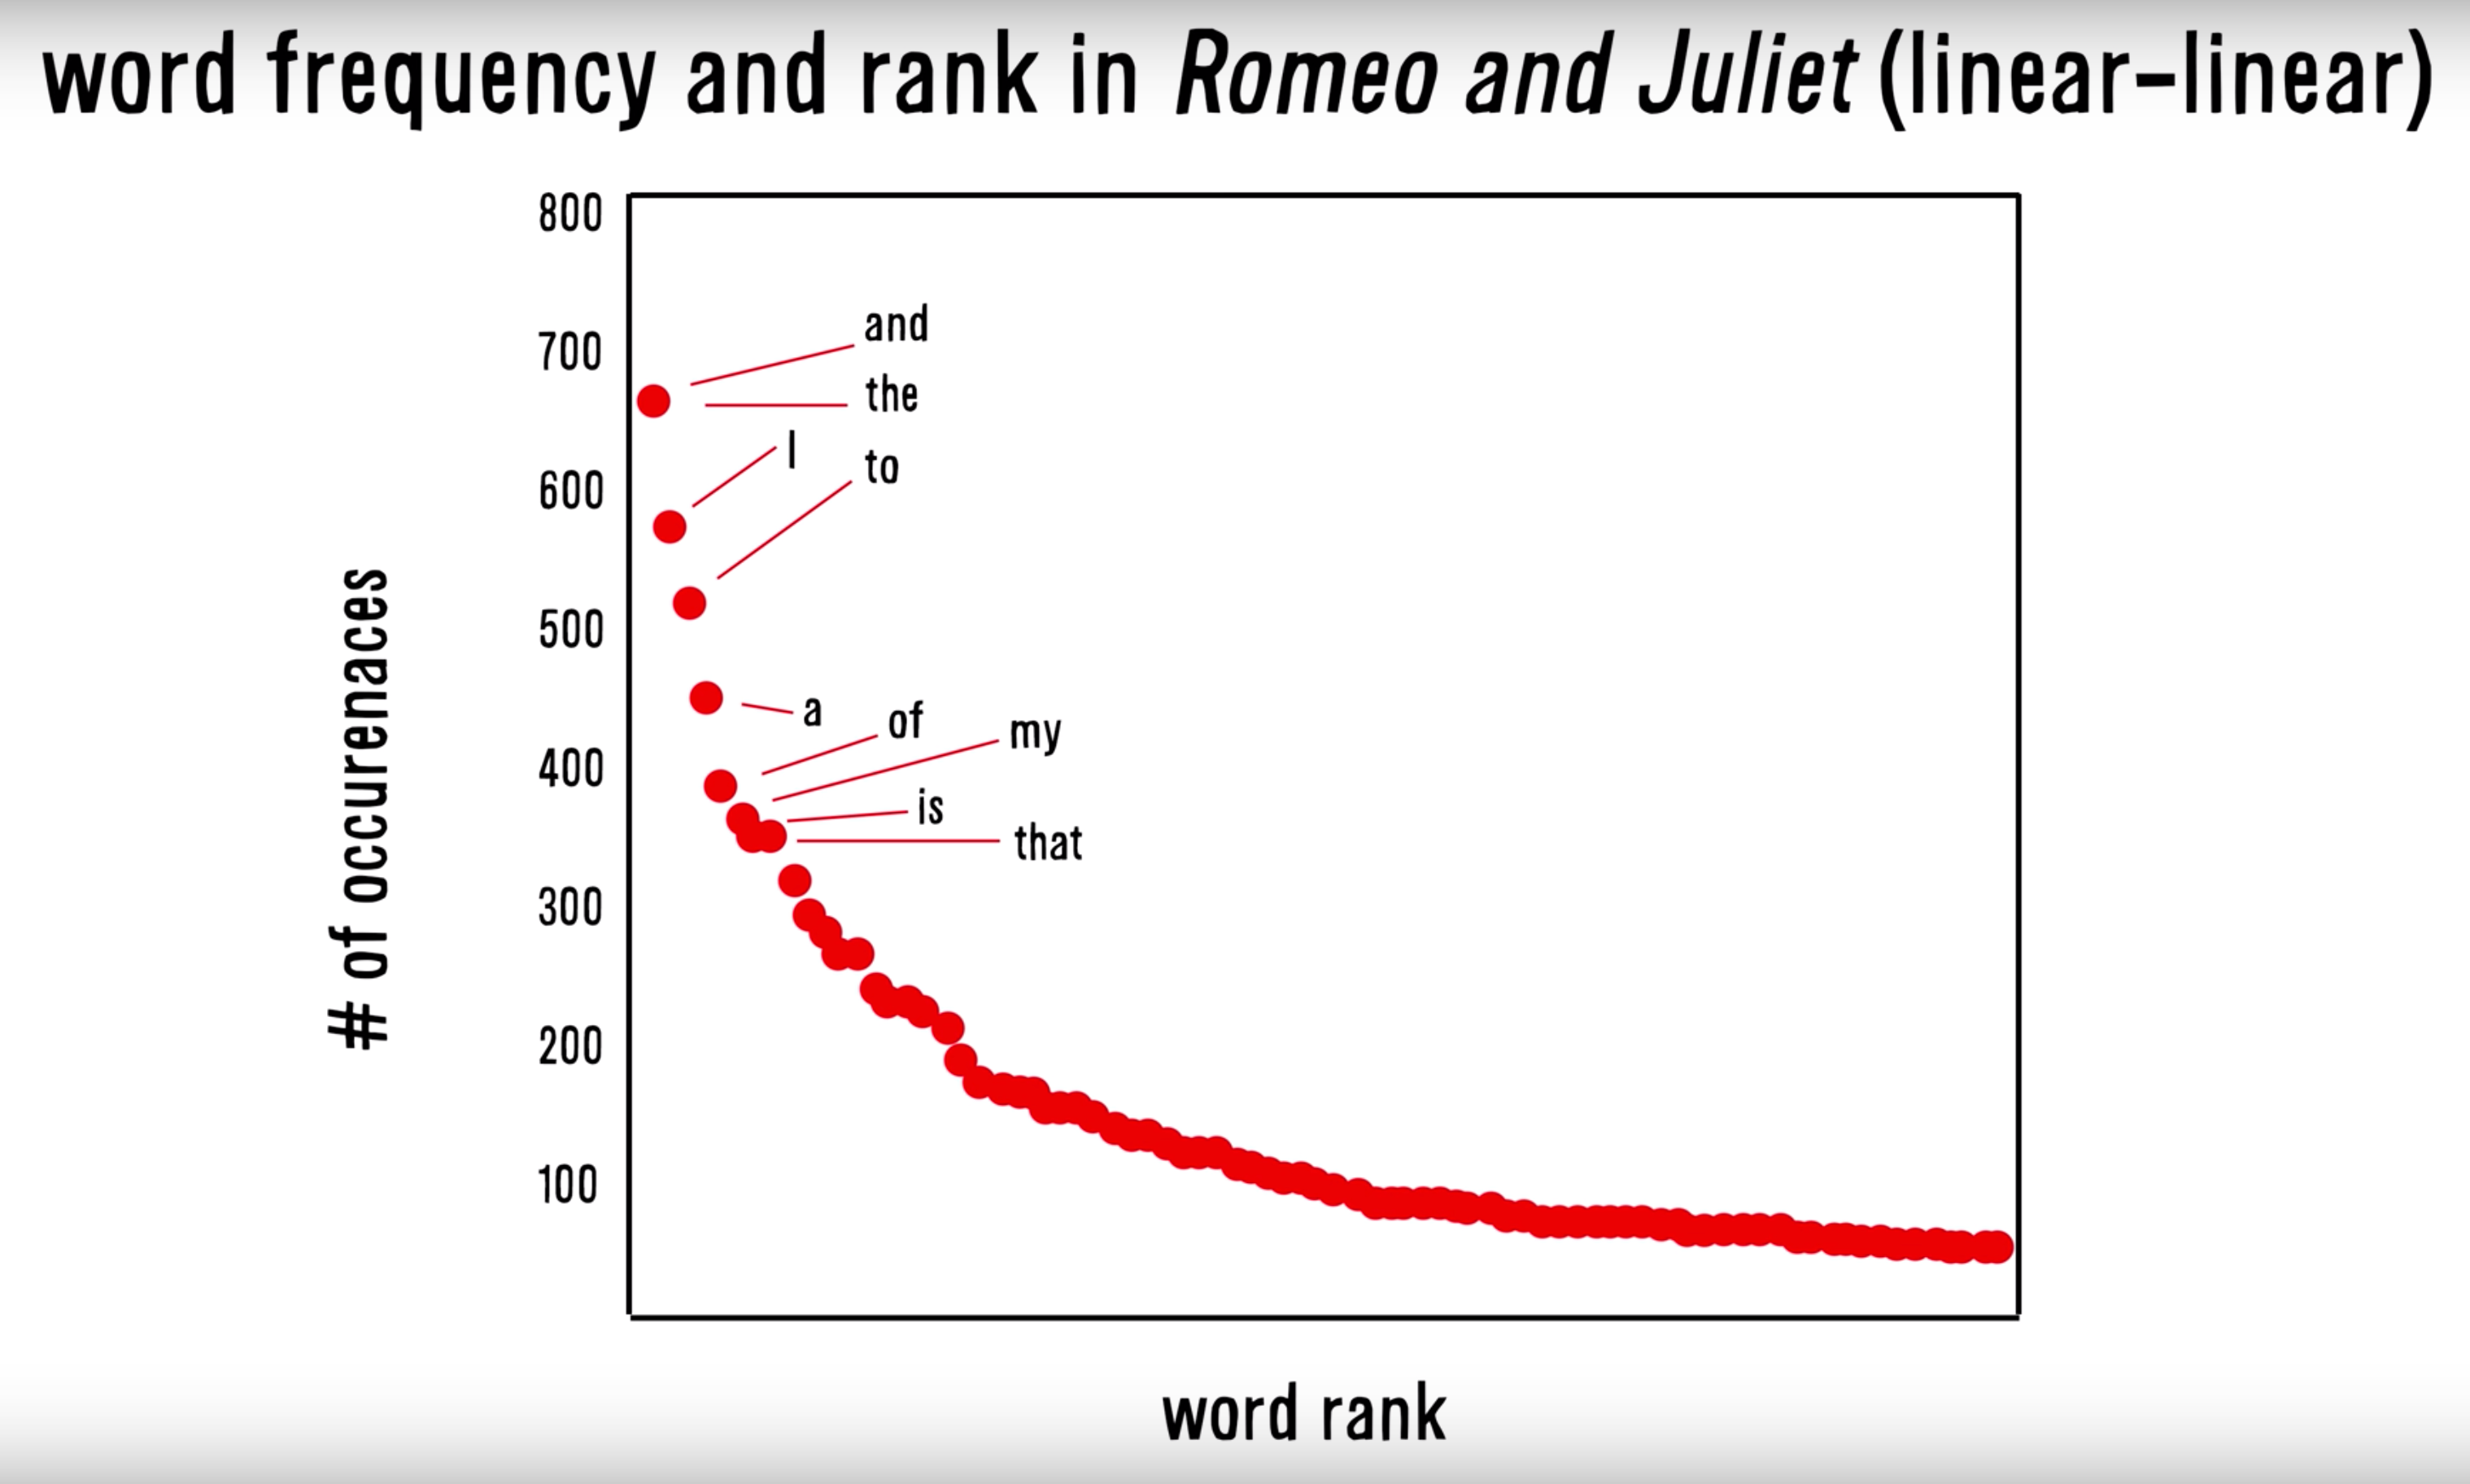 word frequency and rank in Romeo and Juliet (linear-linear)
800
700
600
500
400
300
200
100
# of occurenaces
and
the
I
to
a
of
my
is
that
word rank